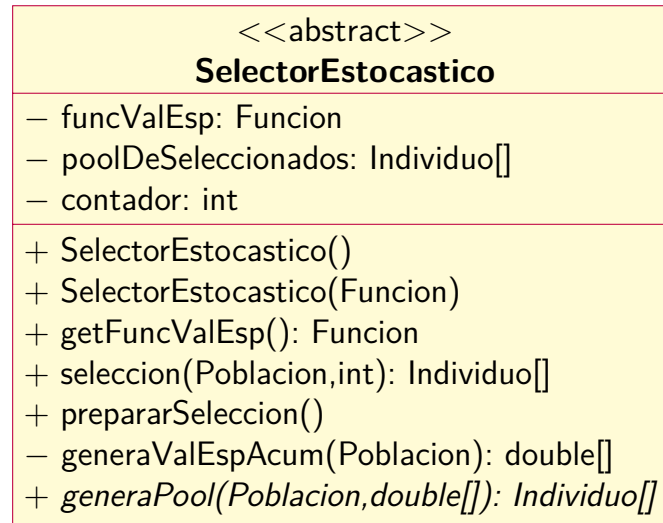 <<abstract>>
SelectorEstocastico
− funcValEsp: Funcion
− poolDeSeleccionados: Individuo[]
− contador: int
+ SelectorEstocastico()
+ SelectorEstocastico(Funcion)
+ getFuncValEsp(): Funcion
+ seleccion(Poblacion,int): Individuo[]
+ prepararSeleccion()
− generaValEspAcum(Poblacion): double[]
+ generaPool(Poblacion,double[]): Individuo[]